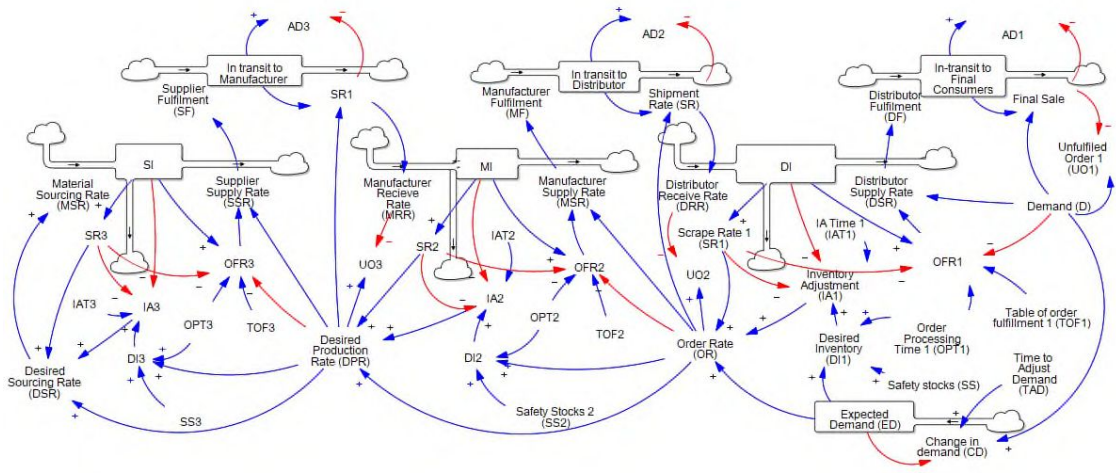 AD3
AD2
AD1
In transit to
Manufacturer
In transit to
Distributor
In-transit to
Final
Consumers
Supplier
Fulfilment
(SF)
SR1
Manufacturer
Fulfilment
(MF)
Shipment
Rate (SR)
Distributor
Fulfilment
(DF)
Final Sale
Unfulfiled
Order 1
(UO1)
SI
MI
DI
Material
Sourcing Rate
(MSR)
Supplier
Supply Rate
(SSR)
Manufacturer
Recieve
Rate
(MRR)
Manufacturer
Supply Rate
(MSR)
Distributor
Receive Rate
(DRR)
Distributor
Supply Rate
(DSR)
Demand (D)
SR3
OFR3
UO3
SR2
IAT2
OFR2
Scrape Rate 1
(SR1)
UO2
IA Time 1
(IAT1)
OFR1
IAT3
IA3
IA2
Inventory
Adjustment
(IA1)
OPT3
TOF3
OPT2
TOF2
Table of order
fulfillment 1 (TOF1)
Desired
Sourcing Rate
(DSR)
DI3
Desired
Production
Rate (DPR)
DI2
Order Rate
(OR)
Desired
Inventory
(DI1)
Order
Processing
Time 1 (OPT1)
Time to
Adjust
Demand
(TAD)
Safety stocks (SS)
SS3
Safety Stocks 2
(SS2)
Expected
Demand (ED)
Change in
demand (CD)